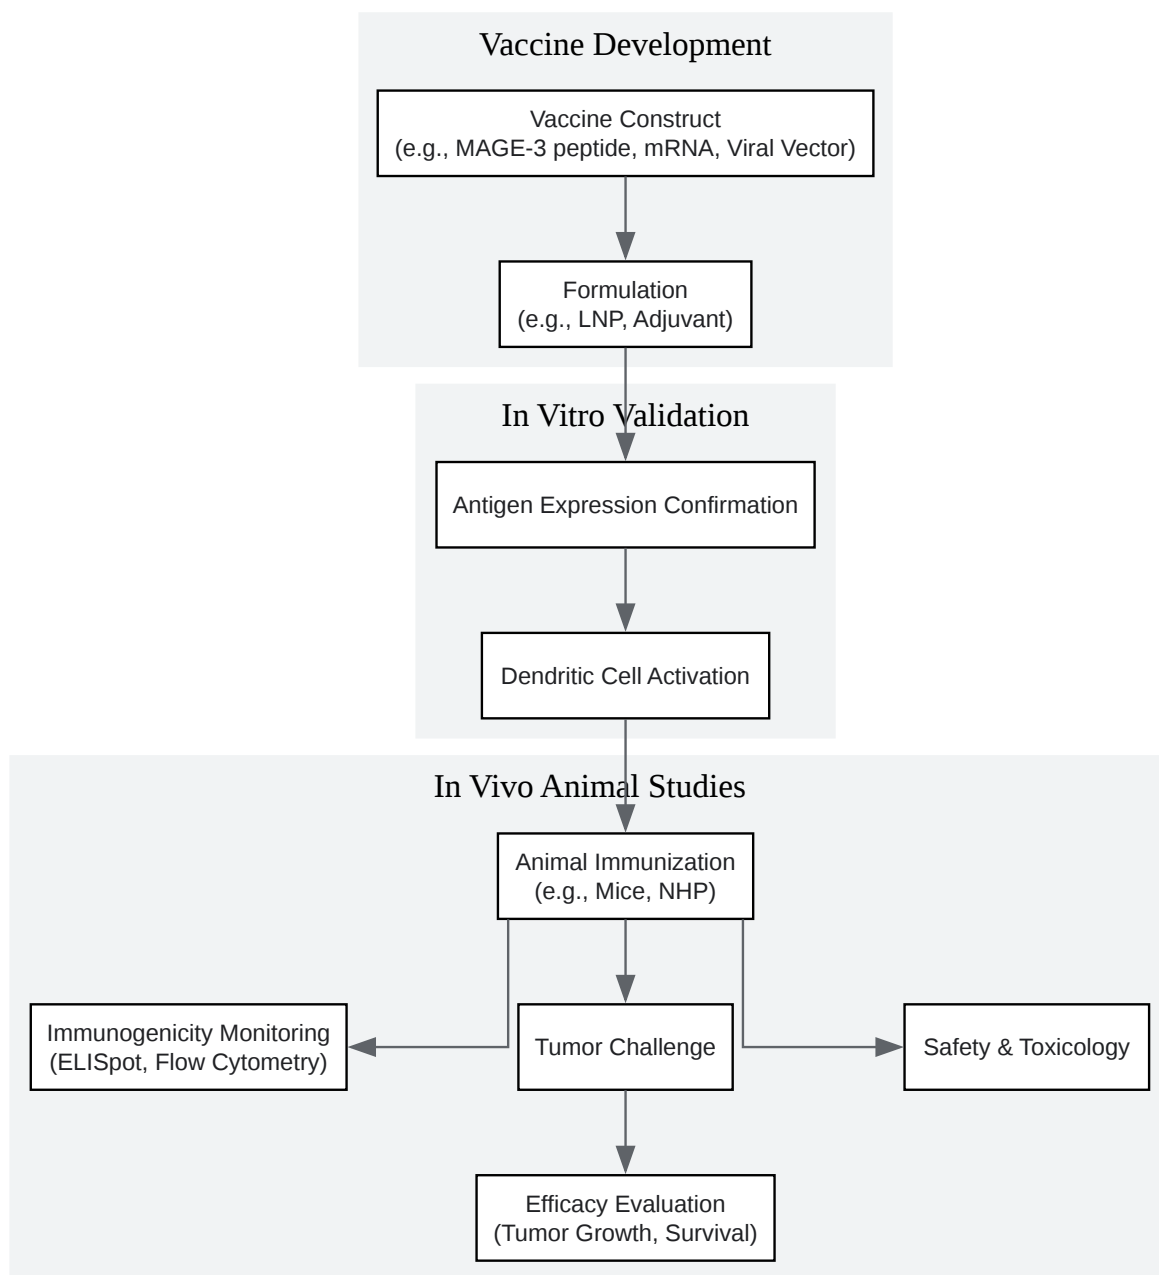 Vaccine Development
Vaccine Construct
(e.g., MAGE-3 peptide, mRNA, Viral Vector)
Formulation
(e.g., LNP, Adjuvant)
In Vitro Validation
Antigen Expression Confirmation
Dendritic Cell Activation
In Vivo Animal Studies
Animal Immunization
(e.g., Mice, NHP)
Immunogenicity Monitoring
(ELISpot, Flow Cytometry)
Tumor Challenge
Safety & Toxicology
Efficacy Evaluation
(Tumor Growth, Survival)